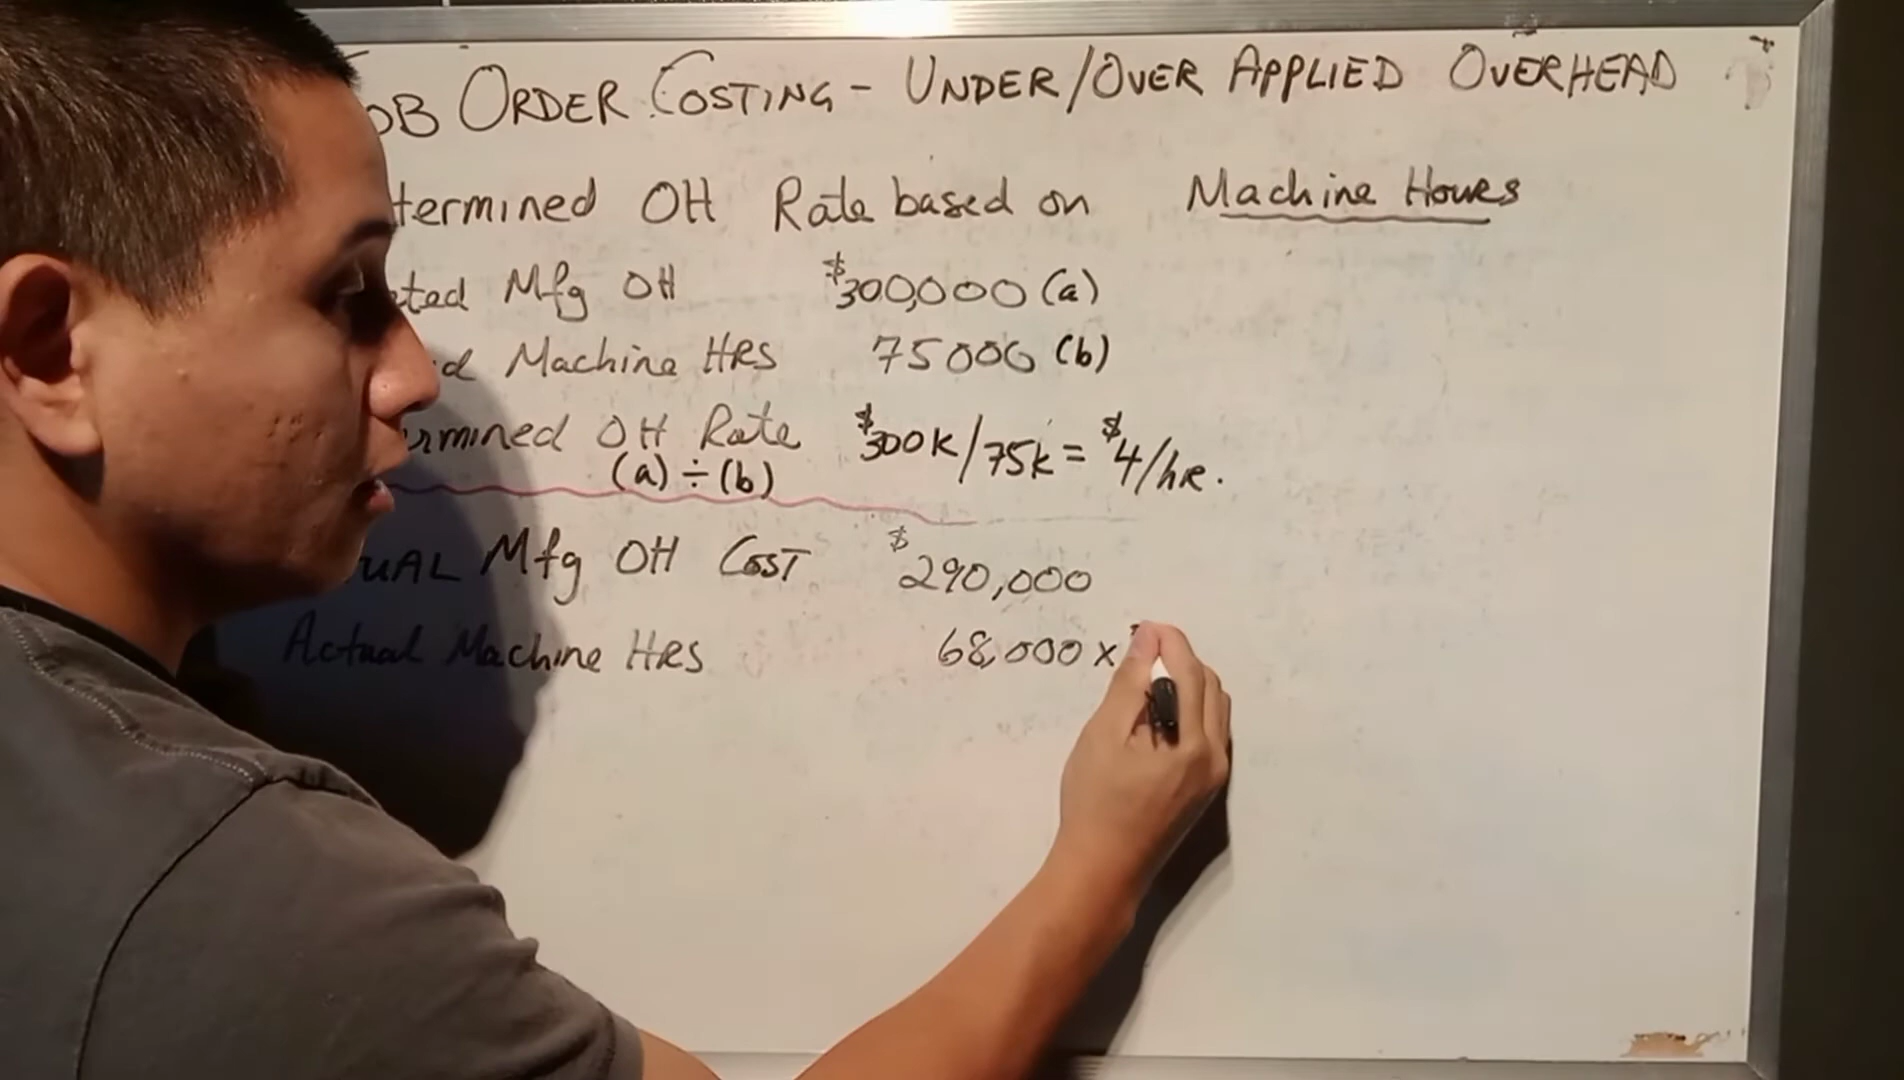 OB ORDER COSTING - UNDER/OVER APPLIED OVERHEAD
termined OH Rate based on Machine Hours
ted Mfg OH $300,000 (a)
d Machine HRS 75000 (b)
rmined OH Rate $300K/75k = $4/hr.
(a) ÷ (b)
UAL Mfg OH COST $290,000
Actual Machine HRS 68,000 x